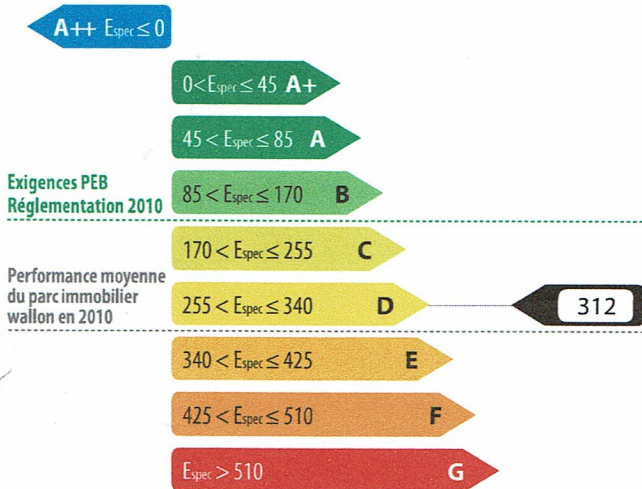 A++ Espec ≤ 0
0 < Espec ≤ 45 A+
45 < Espec ≤ 85 A
Exigences PEB
Réglementation 2010
85 < Espec ≤ 170 B
170 < Espec ≤ 255 C
Performance moyenne
du parc immobilier
wallon en 2010
255 < Espec ≤ 340 D
312
340 < Espec ≤ 425 E
425 < Espec ≤ 510 F
Espec > 510 G